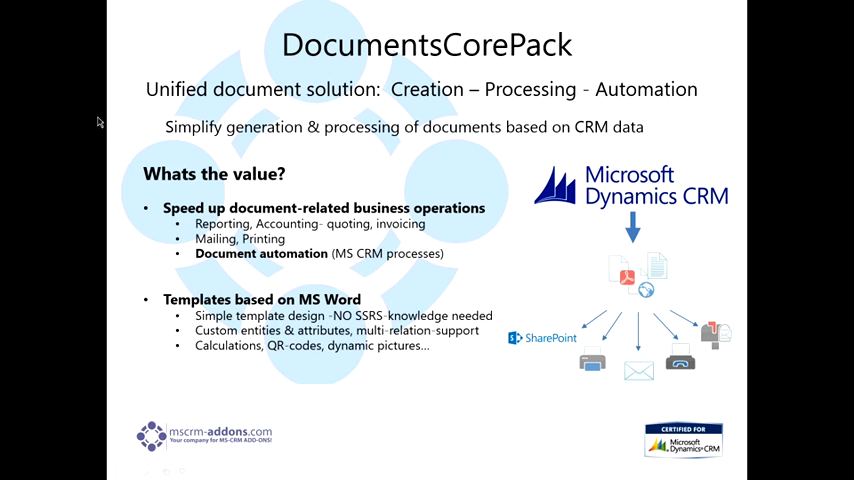 DocumentsCorePack
Unified document solution:  Creation – Processing - Automation
Simplify generation & processing of documents based on CRM data
Whats the value?
• Speed up document-related business operations
• Reporting, Accounting- quoting, invoicing
• Mailing, Printing
• Document automation (MS CRM processes)
• Templates based on MS Word
• Simple template design -NO SSRS-knowledge needed
• Custom entities & attributes, multi-relation-support
• Calculations, QR-codes, dynamic pictures...
Microsoft
Dynamics CRM
SharePoint
mscrm-addons.com
Your company for MS-CRM ADD-ONS!
CERTIFIED FOR
Microsoft
Dynamics CRM